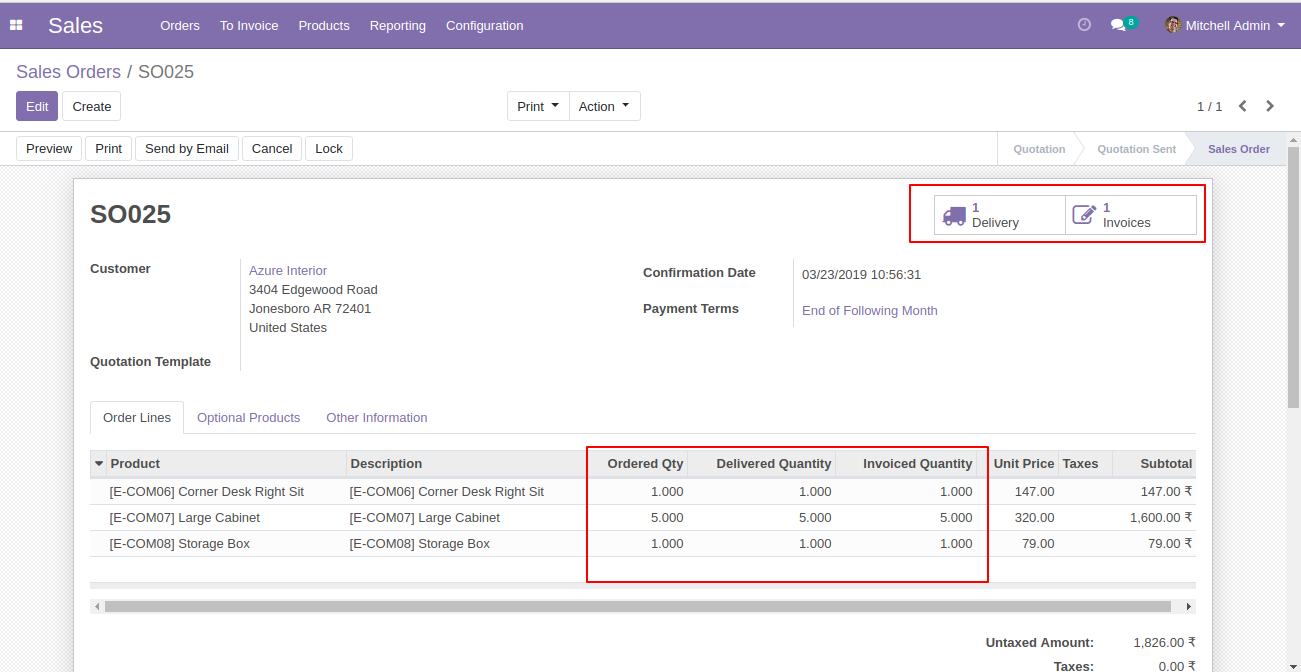 Sales Orders To Invoice Products Reporting Configuration 8 Mitchell Admin
Sales Orders / SO025
Edit Create Print Action 1 / 1
Preview Print Send by Email Cancel Lock Quotation Quotation Sent Sales Order
SO025
1
Delivery
1
Invoices
Customer
Azure Interior
3404 Edgewood Road
Jonesboro AR 72401
United States
Confirmation Date 03/23/2019 10:56:31
Payment Terms End of Following Month
Quotation Template
Order Lines Optional Products Other Information
Product Description Ordered Qty Delivered Quantity Invoiced Quantity Unit Price Taxes Subtotal
[E-COM06] Corner Desk Right Sit [E-COM06] Corner Desk Right Sit 1.000 1.000 1.000 147.00 147.00 ₹
[E-COM07] Large Cabinet [E-COM07] Large Cabinet 5.000 5.000 5.000 320.00 1,600.00 ₹
[E-COM08] Storage Box [E-COM08] Storage Box 1.000 1.000 1.000 79.00 79.00 ₹
Untaxed Amount: 1,826.00 ₹
Taxes: 0.00 ₹